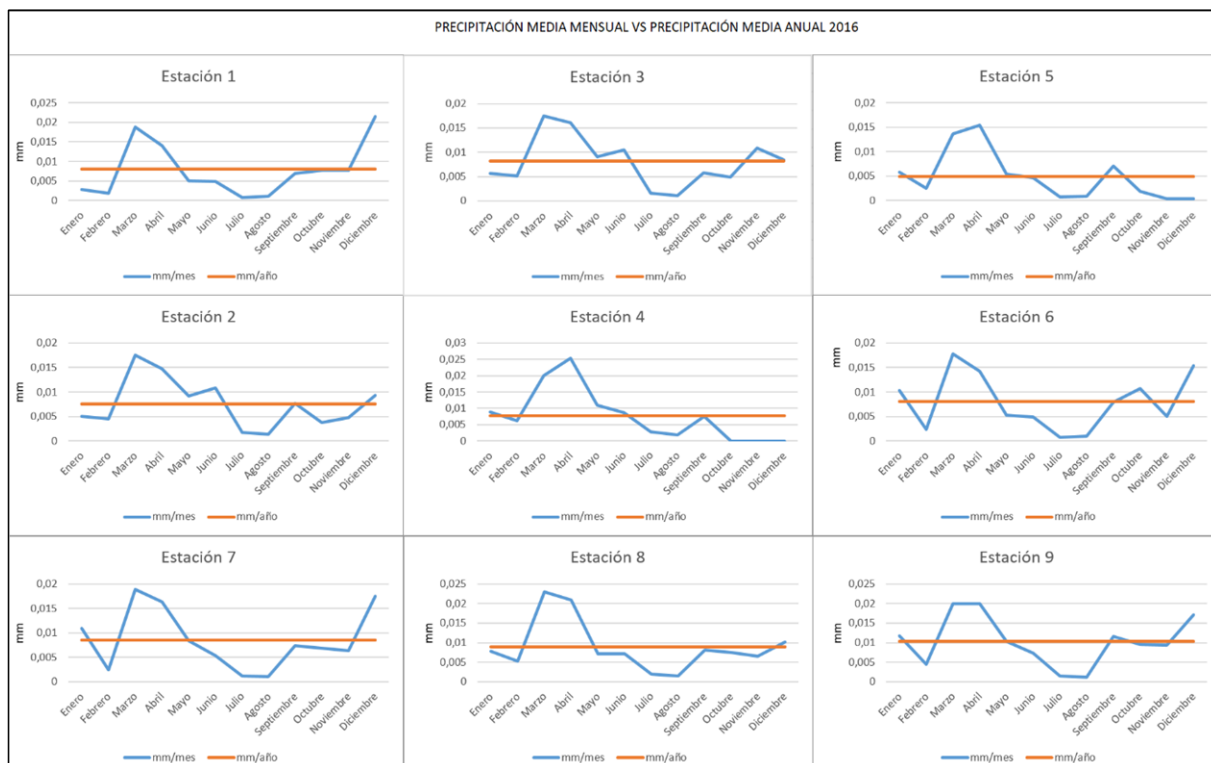 PRECIPITACIÓN MEDIA MENSUAL VS PRECIPITACIÓN MEDIA ANUAL 2016
Estación 1
mm
0,025
0,02
0,015
0,01
0,005
0
Enero
Febrero
Marzo
Abril
Mayo
Junio
Julio
Agosto
Septiembre
Octubre
Noviembre
Diciembre
mm/mes
mm/año
Estación 3
mm
0,02
0,015
0,01
0,005
0
Enero
Febrero
Marzo
Abril
Mayo
Junio
Julio
Agosto
Septiembre
Octubre
Noviembre
Diciembre
mm/mes
mm/año
Estación 5
mm
0,02
0,015
0,01
0,005
0
Enero
Febrero
Marzo
Abril
Mayo
Junio
Julio
Agosto
Septiembre
Octubre
Noviembre
Diciembre
mm/mes
mm/año
Estación 2
mm
0,02
0,015
0,01
0,005
0
Enero
Febrero
Marzo
Abril
Mayo
Junio
Julio
Agosto
Septiembre
Octubre
Noviembre
Diciembre
mm/mes
mm/año
Estación 4
mm
0,03
0,025
0,02
0,015
0,01
0,005
0
Enero
Febrero
Marzo
Abril
Mayo
Junio
Julio
Agosto
Septiembre
Octubre
Noviembre
Diciembre
mm/mes
mm/año
Estación 6
mm
0,02
0,015
0,01
0,005
0
Enero
Febrero
Marzo
Abril
Mayo
Junio
Julio
Agosto
Septiembre
Octubre
Noviembre
Diciembre
mm/mes
mm/año
Estación 7
mm
0,02
0,015
0,01
0,005
0
Enero
Febrero
Marzo
Abril
Mayo
Junio
Julio
Agosto
Septiembre
Octubre
Noviembre
Diciembre
mm/mes
mm/año
Estación 8
mm
0,025
0,02
0,015
0,01
0,005
0
Enero
Febrero
Marzo
Abril
Mayo
Junio
Julio
Agosto
Septiembre
Octubre
Noviembre
Diciembre
mm/mes
mm/año
Estación 9
mm
0,025
0,02
0,015
0,01
0,005
0
Enero
Febrero
Marzo
Abril
Mayo
Junio
Julio
Agosto
Septiembre
Octubre
Noviembre
Diciembre
mm/mes
mm/año